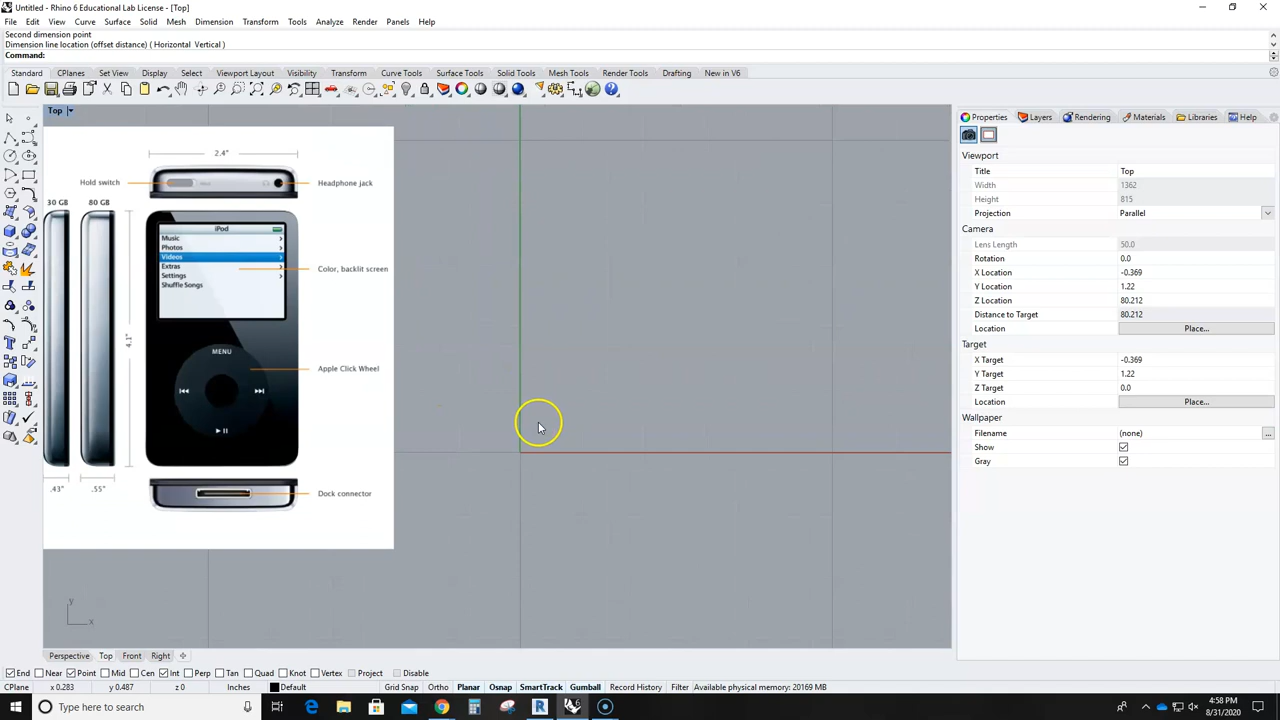 Untitled - Rhino 6 Educational Lab License - [Top]
File Edit View Curve Surface Solid Mesh Dimension Transform Tools Analyze Render Panels Help
Second dimension point
Dimension line location (offset distance) ( Horizontal Vertical )
Command:
Standard CPlanes Set View Display Select Viewport Layout Visibility Transform Curve Tools Surface Tools Solid Tools Mesh Tools Render Tools Drafting New in V6
Top
2.4"
Hold switch
Headphone jack
30 GB 80 GB
iPod
Music
Photos
Videos
Extras
Settings
Shuffle Songs
Color, backlit screen
4.1"
MENU
Apple Click Wheel
.43" .55"
Dock connector
y
x
Properties Layers Rendering Materials Libraries Help
Viewport
Title Top
Width 1362
Height 815
Projection Parallel
Camera
Lens Length 50.0
Rotation 0.0
X Location -0.369
Y Location 1.22
Z Location 80.212
Distance to Target 80.212
Location Place...
Target
X Target -0.369
Y Target 1.22
Z Target 0.0
Location Place...
Wallpaper
Filename (none) ...
Show
Gray
Perspective Top Front Right
End Near Point Mid Cen Int Perp Tan Quad Knot Vertex Project Disable
CPlane x 0.283 y 0.487 z 0 Inches Default Grid Snap Ortho Planar Osnap SmartTrack Gumball Record History Filter Available physical memory: 20169 MB
Type here to search
4:58 PM
8/31/2020